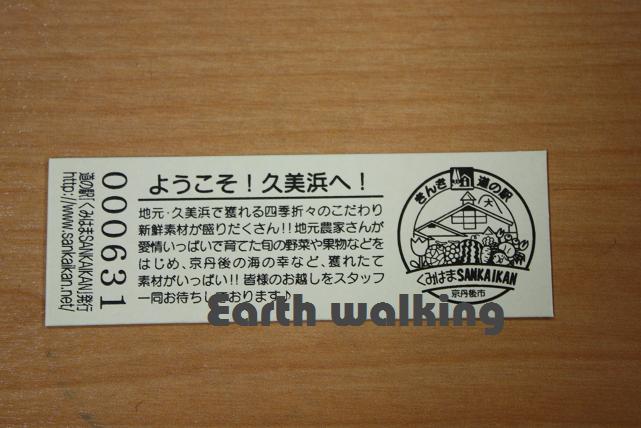 ようこそ!久美浜へ!
地元・久美浜で獲れる四季折々のこだわり
新鮮素材が盛りだくさん!!地元農家さんが
愛情いっぱいで育てた旬の野菜や果物などを
はじめ、京丹後の海の幸など、獲れたて
素材がいっぱい!!皆様のお越しをスタッフ
一同お待ちしております♪
000631
道の駅「くみはまSANKAIKAN」発行
http://www.sankaikan.net/
きんき 道の駅
くみはまSANKAIKAN
京丹後市
Earth walking